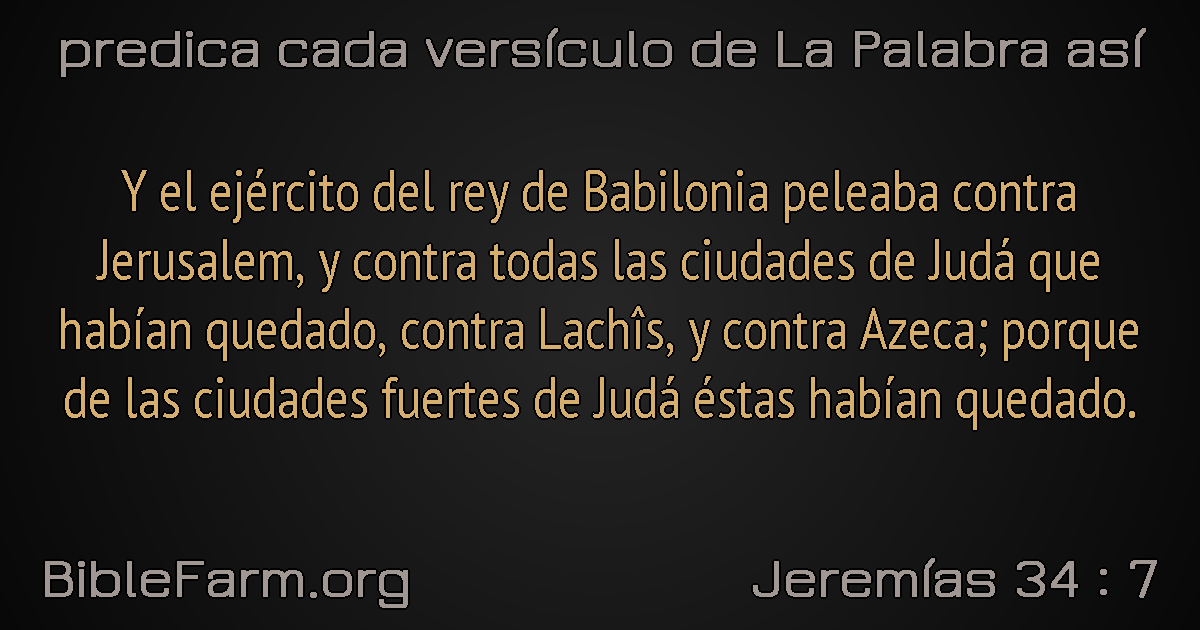 predica cada versículo de La Palabra así
Y el ejército del rey de Babilonia peleaba contra
Jerusalem, y contra todas las ciudades de Judá que
habían quedado, contra Lachîs, y contra Azeca; porque
de las ciudades fuertes de Judá éstas habían quedado.
BibleFarm.org
Jeremías 34 : 7